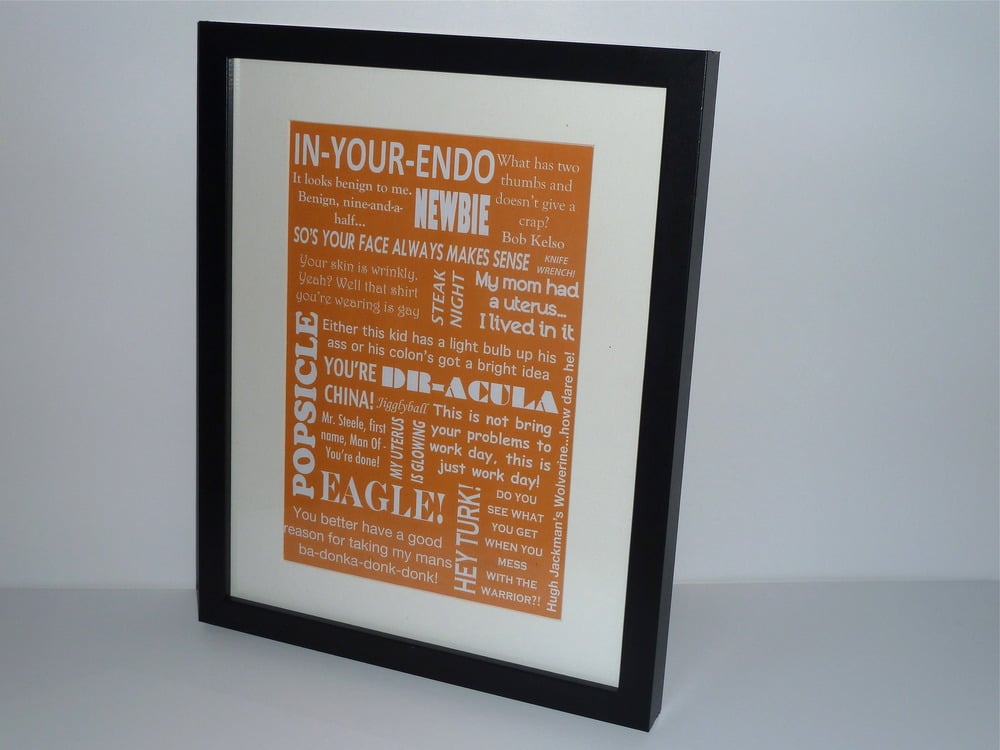 IN-YOUR-ENDO
What has two
thumbs and
doesn't give a
crap?
Bob Kelso
It looks benign to me.
Benign, nine-and-a-
half...
NEWBIE
SO'S YOUR FACE ALWAYS MAKES SENSE
KNIFE
WRENCH!
Your skin is wrinkly.
Yeah? Well that shirt
you're wearing is gay
STEAK
NIGHT
My mom had
a uterus...
I lived in it
POPSICLE
Either this kid has a light bulb up his
ass or his colon's got a bright idea
YOU'RE
CHINA!
DR-ACULA
Jigglyball
Mr. Steele, first
name, Man Of -
You're done!
MY UTERUS
IS GLOWING
This is not bring
your problems to
work day, this is
just work day!
Hugh Jackman's Wolverine...how dare he!
EAGLE!
HEY TURK!
DO YOU
SEE WHAT
YOU GET
WHEN YOU
MESS
WITH THE
WARRIOR?!
You better have a good
reason for taking my mans
ba-donka-donk-donk!